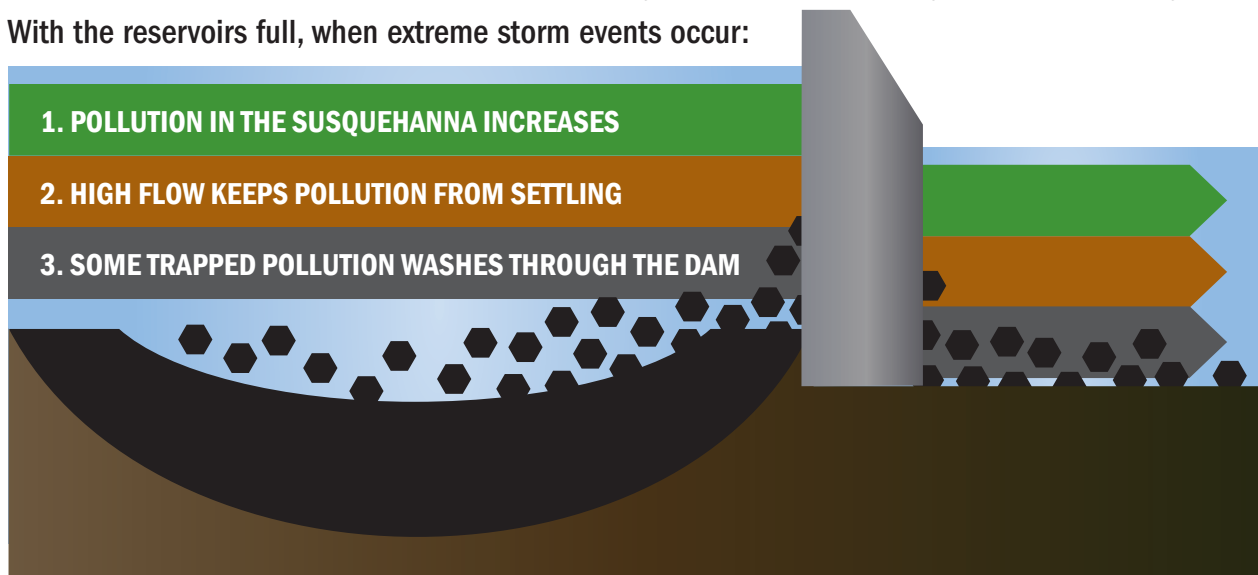 With the reservoirs full, when extreme storm events occur:
1. POLLUTION IN THE SUSQUEHANNA INCREASES
2. HIGH FLOW KEEPS POLLUTION FROM SETTLING
3. SOME TRAPPED POLLUTION WASHES THROUGH THE DAM